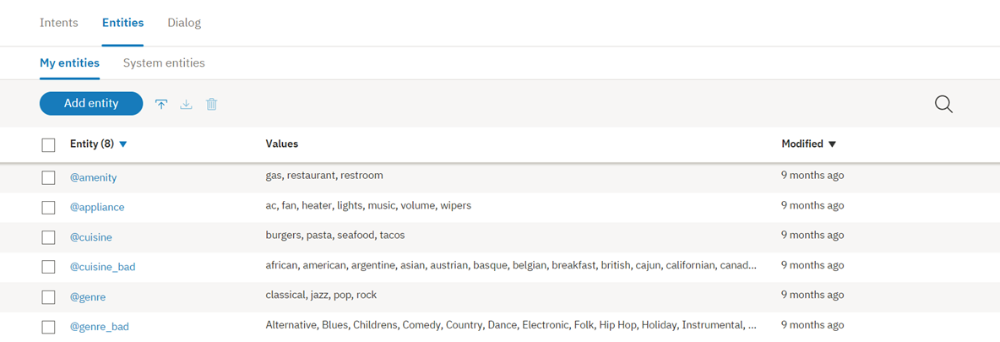 Intents Entities Dialog
My entities System entities
Add entity
Entity (8) Values Modified
@amenity gas, restaurant, restroom 9 months ago
@appliance ac, fan, heater, lights, music, volume, wipers 9 months ago
@cuisine burgers, pasta, seafood, tacos 9 months ago
@cuisine_bad african, american, argentine, asian, austrian, basque, belgian, breakfast, british, cajun, californian, canad... 9 months ago
@genre classical, jazz, pop, rock 9 months ago
@genre_bad Alternative, Blues, Childrens, Comedy, Country, Dance, Electronic, Folk, Hip Hop, Holiday, Instrumental, ... 9 months ago